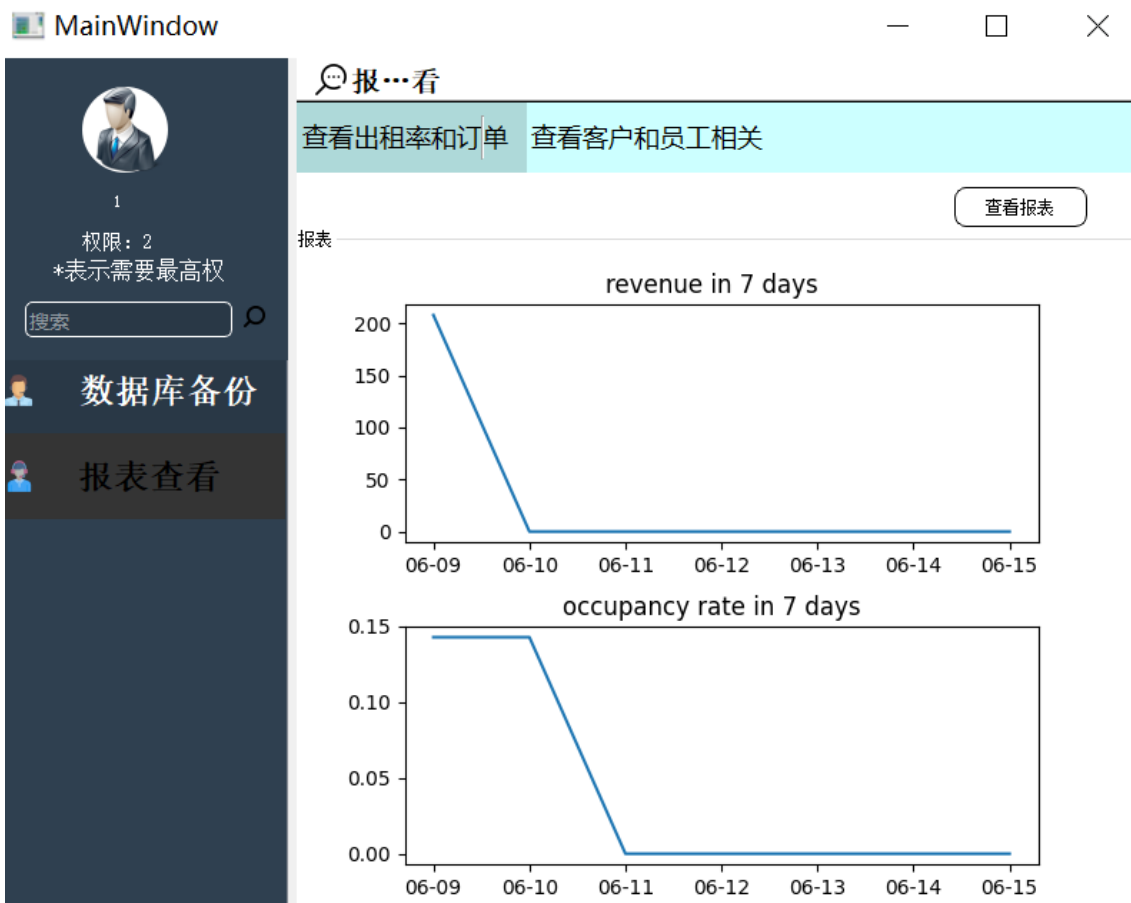 MainWindow
1
权限：2
*表示需要最高权
搜索
数据库备份
报表查看
报…看
查看出租率和订单 查看客户和员工相关
查看报表
报表
revenue in 7 days
200
150
100
50
0
06-09 06-10 06-11 06-12 06-13 06-14 06-15
occupancy rate in 7 days
0.15
0.10
0.05
0.00
06-09 06-10 06-11 06-12 06-13 06-14 06-15